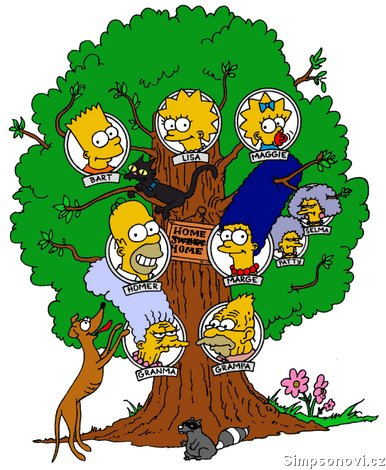 BART
LISA
MAGGIE
SELMA
PATTY
HOME
SWEET
HOME
HOMER
MARGE
GRANMA
GRAMPA
Simpsonovi.cz